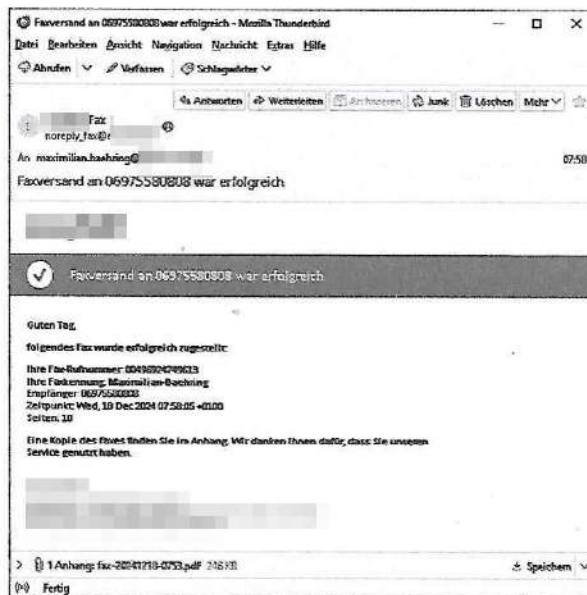 Faxversand an 06975580808 war erfolgreich - Mozilla Thunderbird
Datei Bearbeiten Ansicht Navigation Nachricht Extras Hilfe
Abrufen Verfassen Schlagwörter
Antworten Weiterleiten Archivieren Junk Löschen Mehr
Fax
noreply_fax@
An maximilian.baehring@ 07:58
Faxversand an 06975580808 war erfolgreich
Faxversand an 06975580808 war erfolgreich
Guten Tag,
folgendes Fax wurde erfolgreich zugestellt:
Ihre Fax-Rufnummer:
Ihre Faxkennung: Maximilian-Baehring
Empfänger: 06975580808
Zeitpunkt: Wed, 18 Dec 2024 07:58:05 +0100
Seiten: 10
Eine Kopie des Faxes finden Sie im Anhang. Wir danken Ihnen dafür, dass Sie unseren
Service genutzt haben.
1 Anhang: fax-20241218-0753.pdf 246 KB Speichern
Fertig